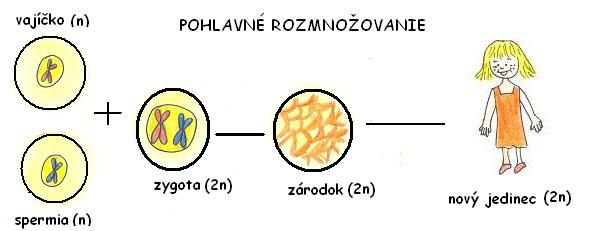 POHLAVNÉ ROZMNOŽOVANIE
vajíčko (n)
spermia (n)
zygota (2n)
zárodok (2n)
nový jedinec (2n)